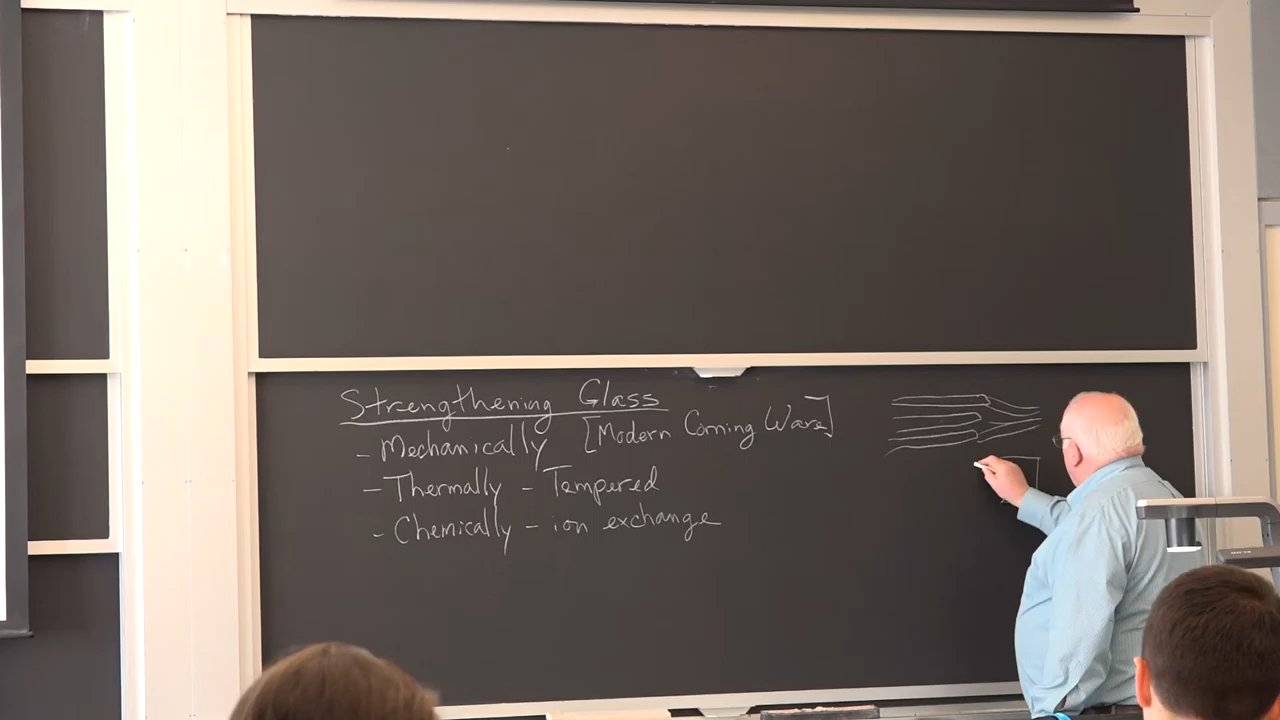 Strengthening Glass
- Mechanically [Modern Corning Ware]
- Thermally - Tempered
- Chemically - ion exchange